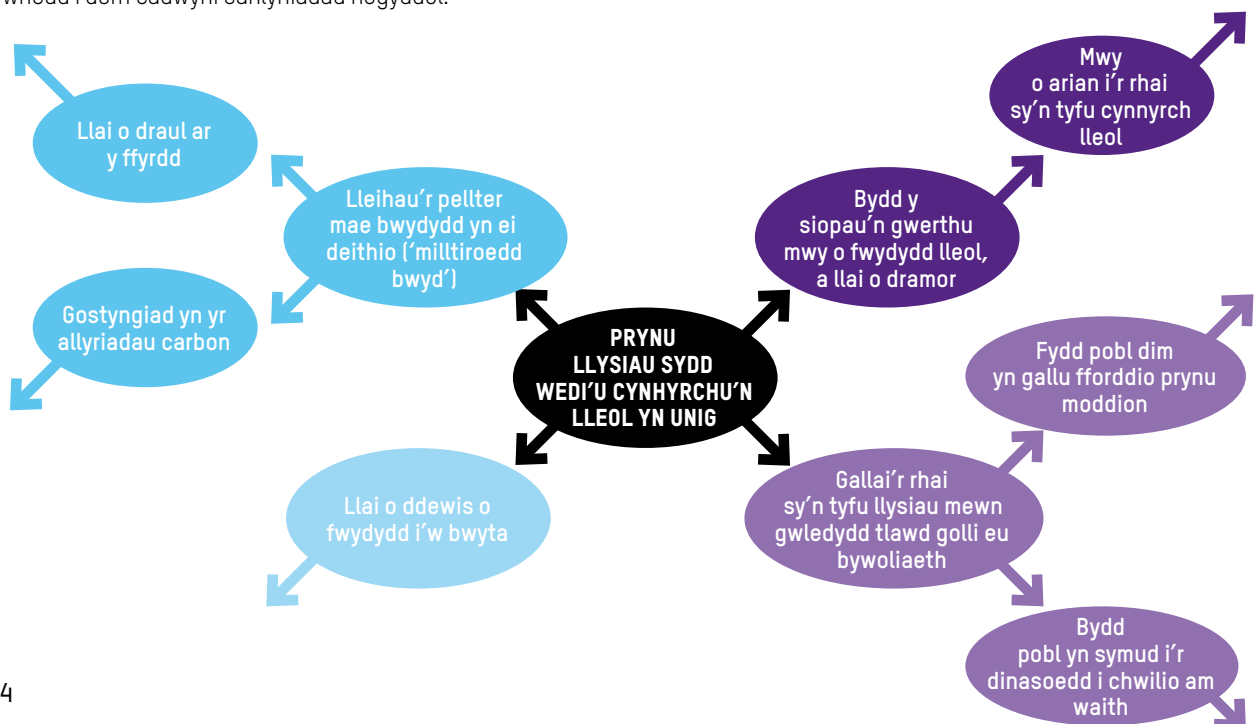 canlyniadau negyddol.
Mwy
o arian i'r rhai
sy'n tyfu cynnyrch
lleol
Llai o draul ar
y ffyrdd
Lleihau'r pellter
mae bwydydd yn ei
deithio ('milltiroedd
bwyd')
Bydd y
siopau'n gwerthu
mwy o fwydydd lleol,
a llai o dramor
Gostyngiad yn yr
allyriadau carbon
PRYNU
LLYSIAU SYDD
WEDI'U CYNHYRCHU'N
LLEOL YN UNIG
Fydd pobl dim
yn gallu fforddio prynu
moddion
Llai o ddewis o
fwydydd i'w bwyta
Gallai'r rhai
sy'n tyfu llysiau mewn
gwledydd tlawd golli eu
bywoliaeth
Bydd
pobl yn symud i'r
dinasoedd i chwilio am
waith
4